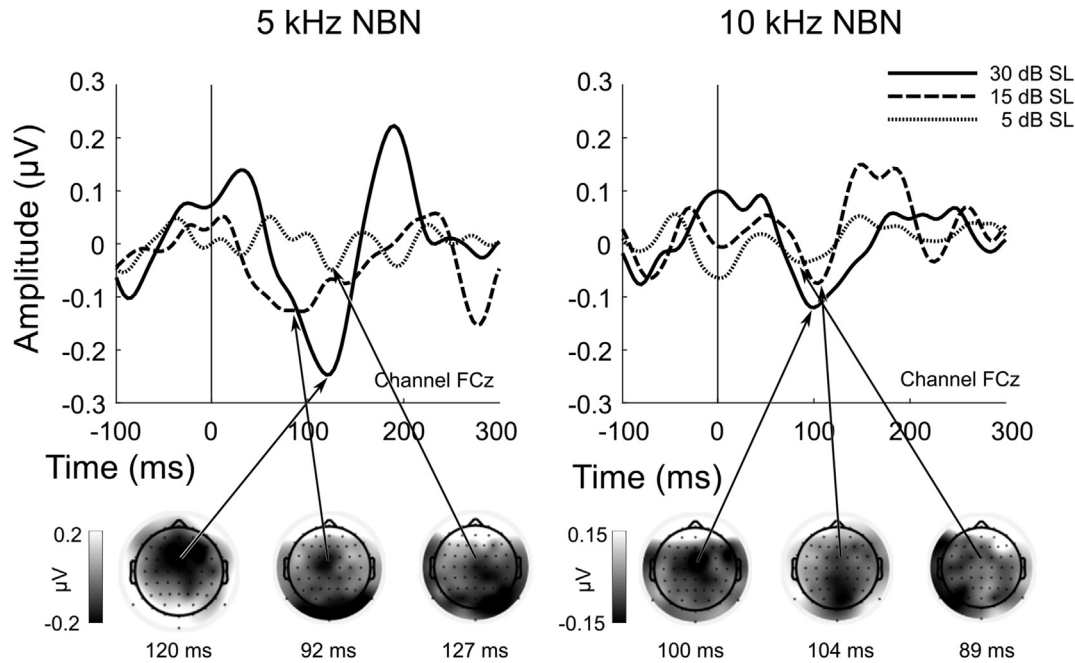 5 kHz NBN
10 kHz NBN
30 dB SL
15 dB SL
5 dB SL
Amplitude (µV)
0.3
0.2
0.1
0
-0.1
-0.2
-0.3
-100
0
100
200
300
Channel FCz
Time (ms)
0.3
0.2
0.1
0
-0.1
-0.2
-0.3
-100
0
100
200
300
Channel FCz
Time (ms)
0.2
µV
-0.2
120 ms
92 ms
127 ms
0.15
µV
-0.15
100 ms
104 ms
89 ms